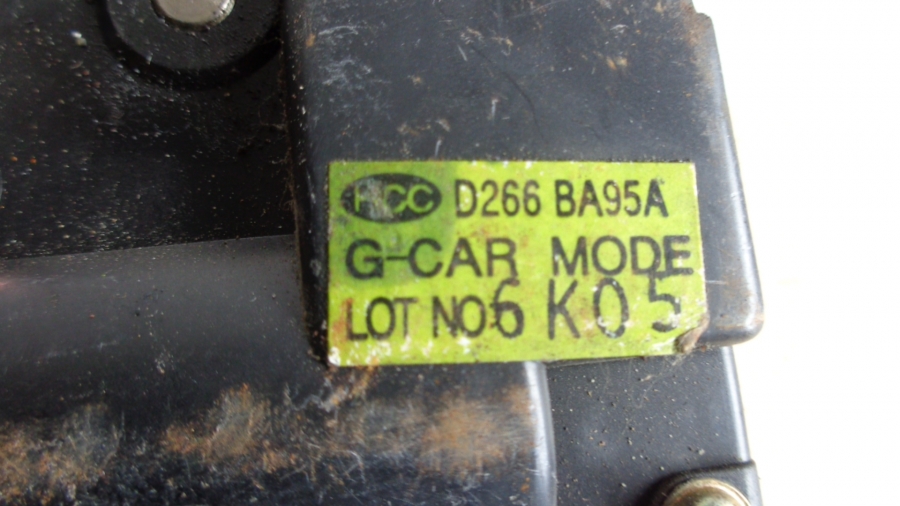 HCC D266 BA95A
G-CAR MODE
LOT NO 6 K05